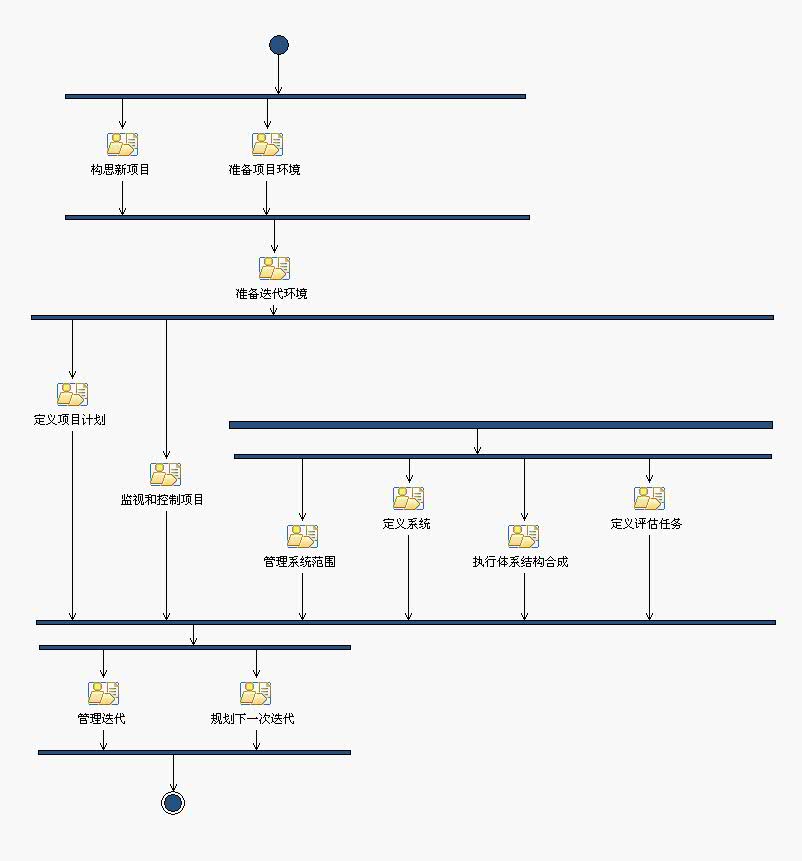 构思新项目
准备项目环境
准备迭代环境
定义项目计划
监视和控制项目
定义系统
定义评估任务
管理系统范围
执行体系结构合成
管理迭代
规划下一次迭代